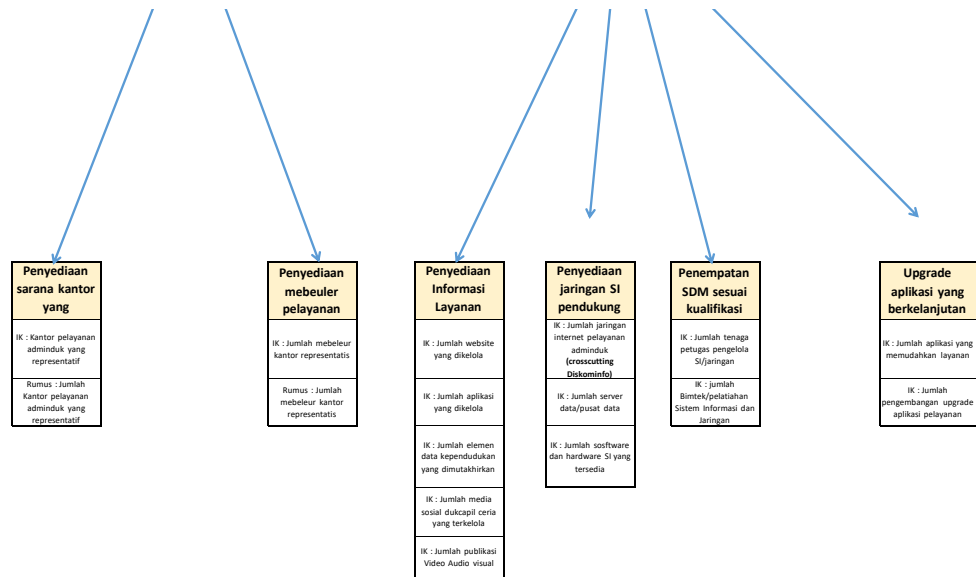 Penyediaan
sarana kantor
yang
IK : Kantor pelayanan
adminduk yang
representatif
Rumus : Jumlah
Kantor pelayanan
adminduk yang
representatif
Penyediaan
mebeuler
pelayanan
IK : Jumlah mebeleur
kantor representatis
Rumus : Jumlah
mebeleur kantor
representatis
Penyediaan
Informasi
Layanan
IK : Jumlah website
yang dikelola
IK : Jumlah aplikasi
yang dikelola
IK : Jumlah elemen
data kependudukan
yang dimutakhirkan
IK : Jumlah media
sosial dukcapil ceria
yang terkelola
IK : Jumlah publikasi
Video Audio visual
Penyediaan
jaringan SI
pendukung
IK : Jumlah jaringan
internet pelayanan
adminduk
(crosscutting
Diskominfo)
IK : Jumlah server
data/pusat data
IK : Jumlah sosftware
dan hardware SI yang
tersedia
Penempatan
SDM sesuai
kualifikasi
IK : Jumlah tenaga
petugas pengelola
SI/jaringan
IK : jumlah
Bimtek/pelatiahan
Sistem Informasi dan
Jaringan
Upgrade
aplikasi yang
berkelanjutan
IK : Jumlah aplikasi yang
memudahkan layanan
IK : Jumlah
pengembangan upgrade
aplikasi pelayanan